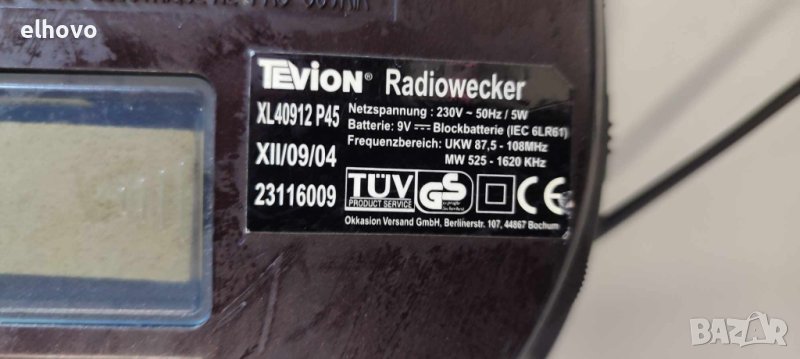 elhovo
TEVION® Radiowecker
XL40912 P45
Netzspannung : 230V ~ 50Hz / 5W
Batterie: 9V Blockbatterie (IEC 6LR61)
Frequenzbereich: UKW 87,5 - 108MHz
MW 525 - 1620 KHz
XII/09/04
23116009
TÜV
PRODUCT SERVICE
GS
CE
Okkasion Versand GmbH, Berlinerstr. 107, 44867 Bochum
BAZAR